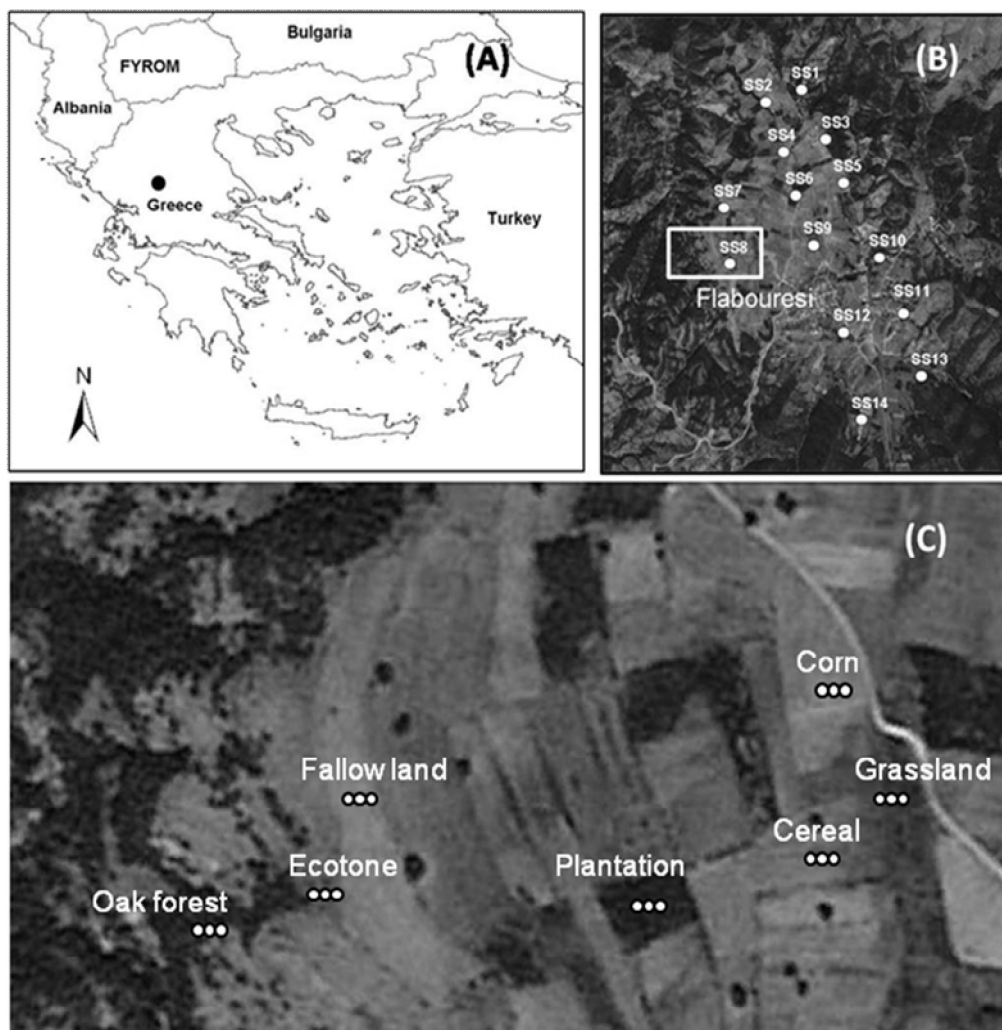 Bulgaria
(A)
FYROM
Albania
Greece
Turkey
N
(B)
SS1
SS2
SS3
SS4
SS5
SS6
SS7
SS8
SS9
SS10
Flabouresi
SS11
SS12
SS13
SS14
(C)
Corn
Fallow land
Grassland
Cereal
Ecotone
Plantation
Oak forest